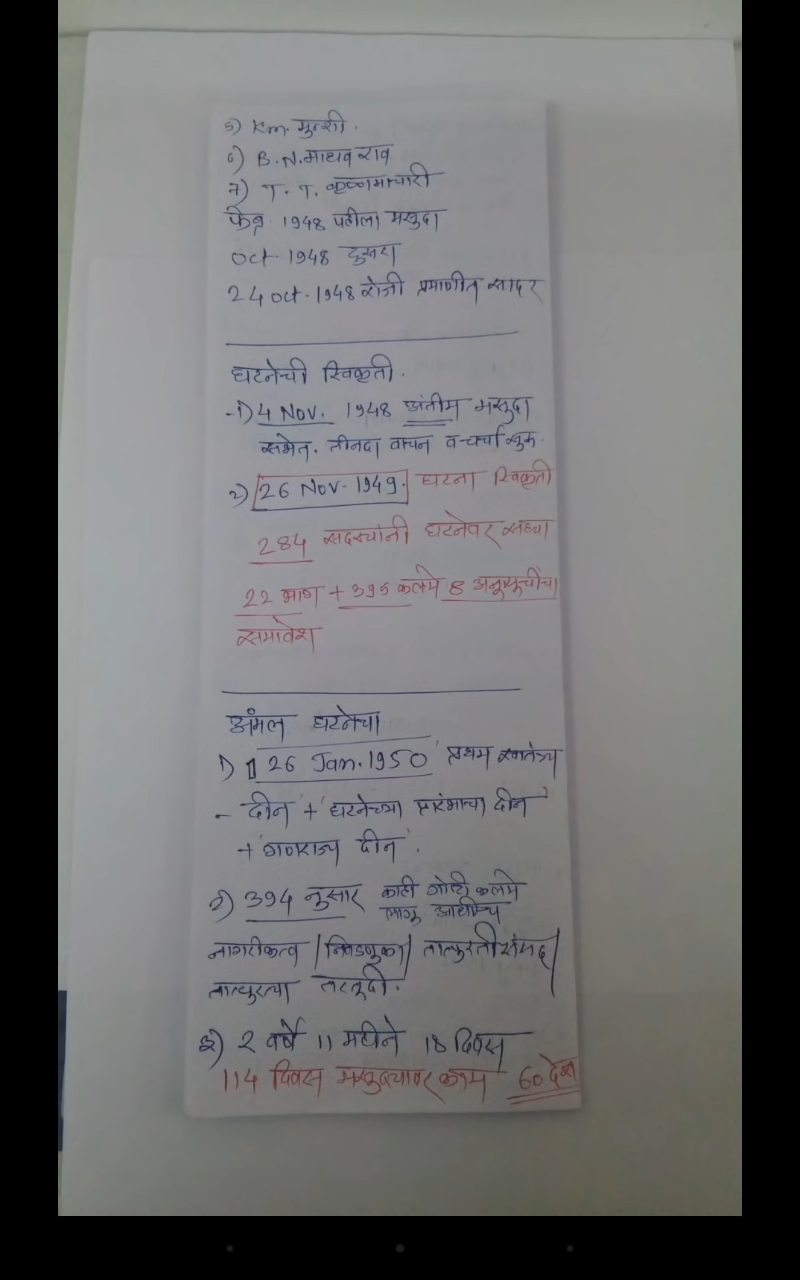 5) Km. मुन्शी.
6) B. N. माधव राव
7) T. T. कृष्णमाचारी
फेब्रु. 1948 पहीला मसुदा
oct. 1948 दुसरा
24 oct. 1948 रोजी प्रमाणीत सादर
घटनेची स्विकृती.
1) 4 Nov. 1948 अंतीम मसुदा
सभेत. तीनदा वाचन व चर्चा सुरु.
2) 26 Nov. 1949. घटना स्विकृती
284 सदस्यांनी घटनेवर सह्या
22 भाग + 395 कलमे 8 अनुसूचींचा
समावेश
अंमल घटनेचा
1) 26 Jan. 1950 'प्रथम स्वातंत्र्य
- दीन' + 'घटनेच्या प्रारंभाचा दीन'
+ 'गणराज्य दीन'.
2) 394 नुसार काही गोष्टी कलमे
लागू आधीच
नागरीकत्व | निवडणुका | तात्पुरती संसद |
तात्पुरत्या तरतूदी.
3) 2 वर्षे 11 महीने 18 दिवस
114 दिवस मसुद्यावर काम 60 देश